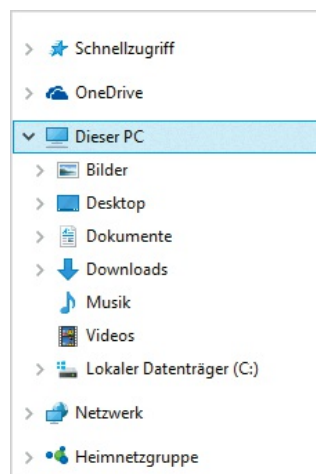 Schnellzugriff
OneDrive
Dieser PC
Bilder
Desktop
Dokumente
Downloads
Musik
Videos
Lokaler Datenträger (C:)
Netzwerk
Heimnetzgruppe